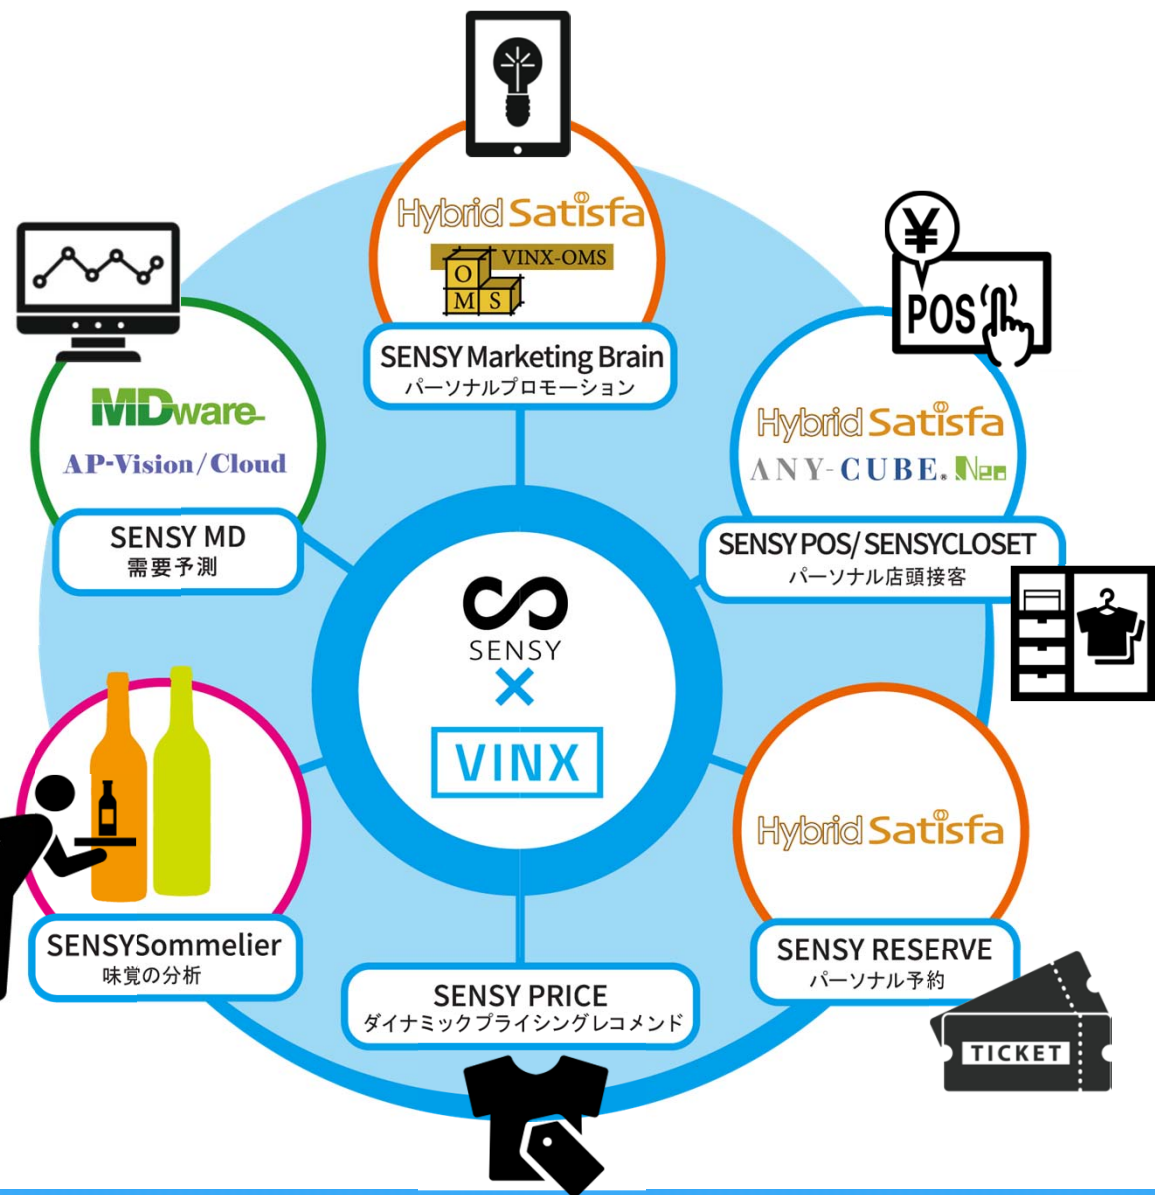 Hybrid Satisfa
VINX-OMS
O
M S
SENSY Marketing Brain
パーソナルプロモーション
¥
POS
MDware
AP-Vision/Cloud
SENSY MD
需要予測
Hybrid Satisfa
ANY-CUBE® Neo
SENSY POS/ SENSYCLOSET
パーソナル店頭接客
SENSY
×
VINX
SENSYSommelier
味覚の分析
Hybrid Satisfa
SENSY RESERVE
パーソナル予約
TICKET
SENSY PRICE
ダイナミックプライシングレコメンド